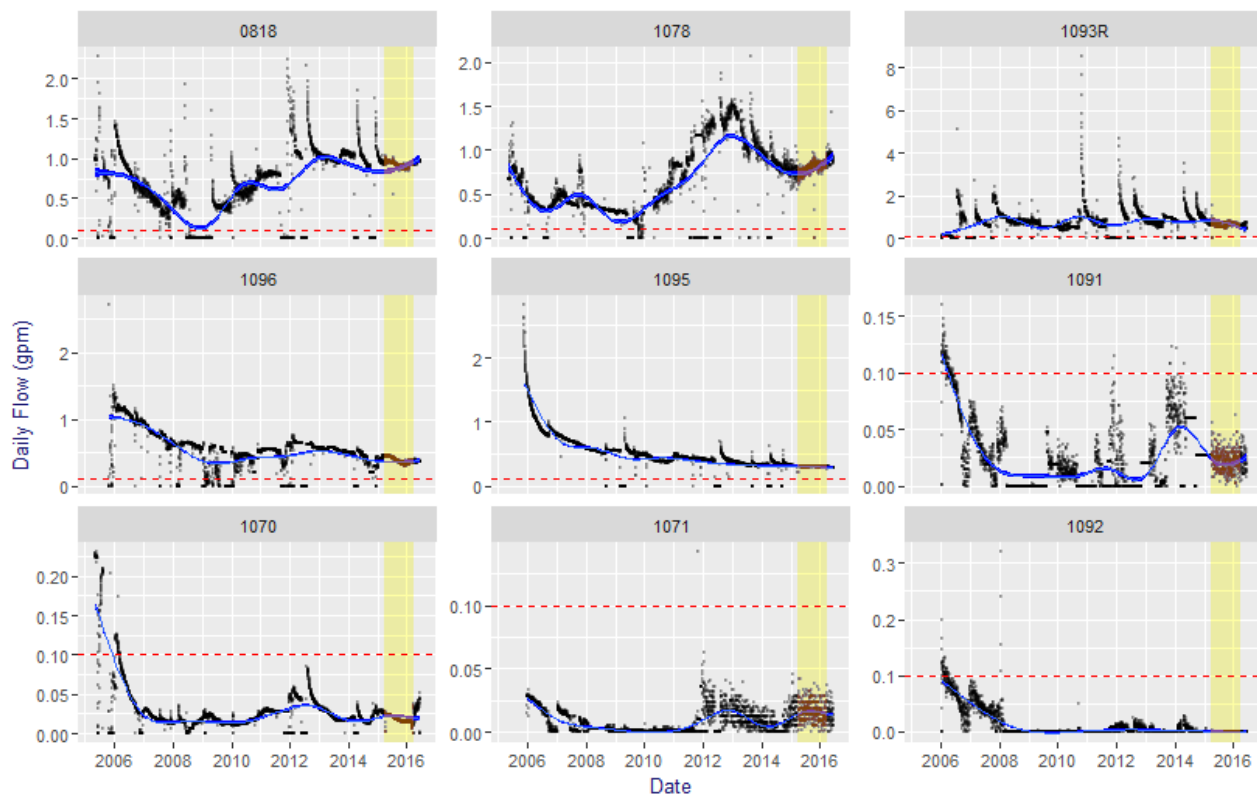 0818 1078 1093R
2.0 1.5 1.0 0.5 0.0
2.0 1.5 1.0 0.5 0.0
8 6 4 2 0
1096 1095 1091
Daily Flow (gpm)
2 1 0
2 1 0
0.15 0.10 0.05 0.00
1070 1071 1092
0.20 0.15 0.10 0.05 0.00
0.10 0.05 0.00
0.3 0.2 0.1 0.0
2006 2008 2010 2012 2014 2016 2006 2008 2010 2012 2014 2016 2006 2008 2010 2012 2014 2016
Date